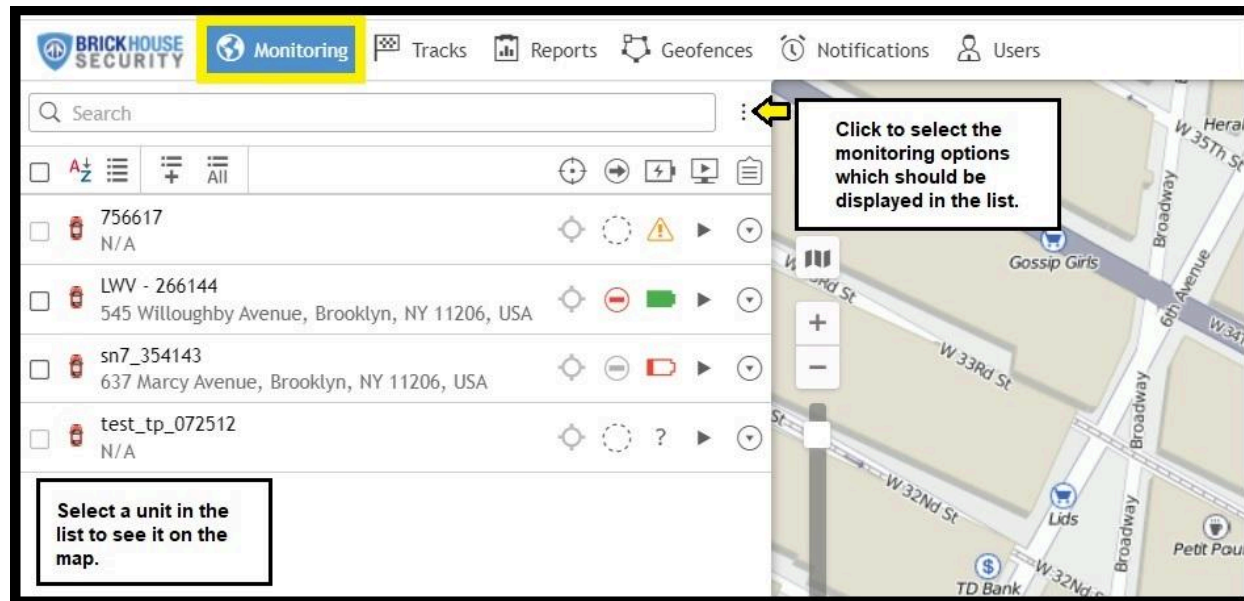 BRICKHOUSE
SECURITY
Monitoring
Tracks
Reports
Geofences
Notifications
Users
Search
Click to select the
monitoring options
which should be
displayed in the list.
A
Z
All
756617
N/A
LWV - 266144
545 Willoughby Avenue, Brooklyn, NY 11206, USA
sn7_354143
637 Marcy Avenue, Brooklyn, NY 11206, USA
test_tp_072512
N/A
?
Select a unit in the
list to see it on the
map.
W 35Th St
Broadway
Gossip Girls
6th Avenue
+
−
W 33Rd St
Broadway
W 32Nd St
Lids
Broadway
TD Bank
$